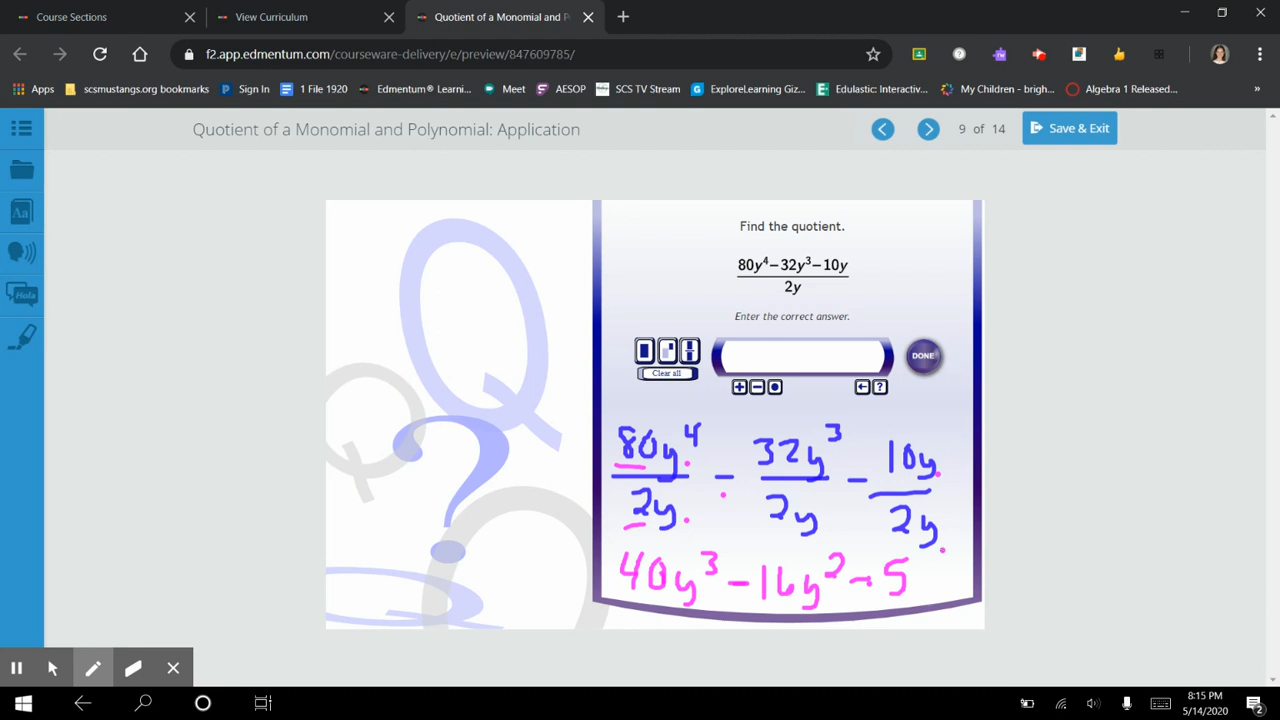 Course Sections
View Curriculum
Quotient of a Monomial and P
f2.app.edmentum.com/courseware-delivery/e/preview/847609785/
Apps scsmustangs.org bookmarks Sign In 1 File 1920 Edmentum® Learni... Meet AESOP SCS TV Stream ExploreLearning Giz... Edulastic: Interactiv... My Children - brigh... Algebra 1 Released... »
Quotient of a Monomial and Polynomial: Application
9 of 14
Save & Exit
Aa
Hola
Find the quotient.
80y⁴−32y³−10y
2y
Enter the correct answer.
DONE
Clear all
+ − ?
80y⁴ − 32y³ − 10y
2y 2y 2y
40y³ − 16y² − 5
8:15 PM
5/14/2020
2